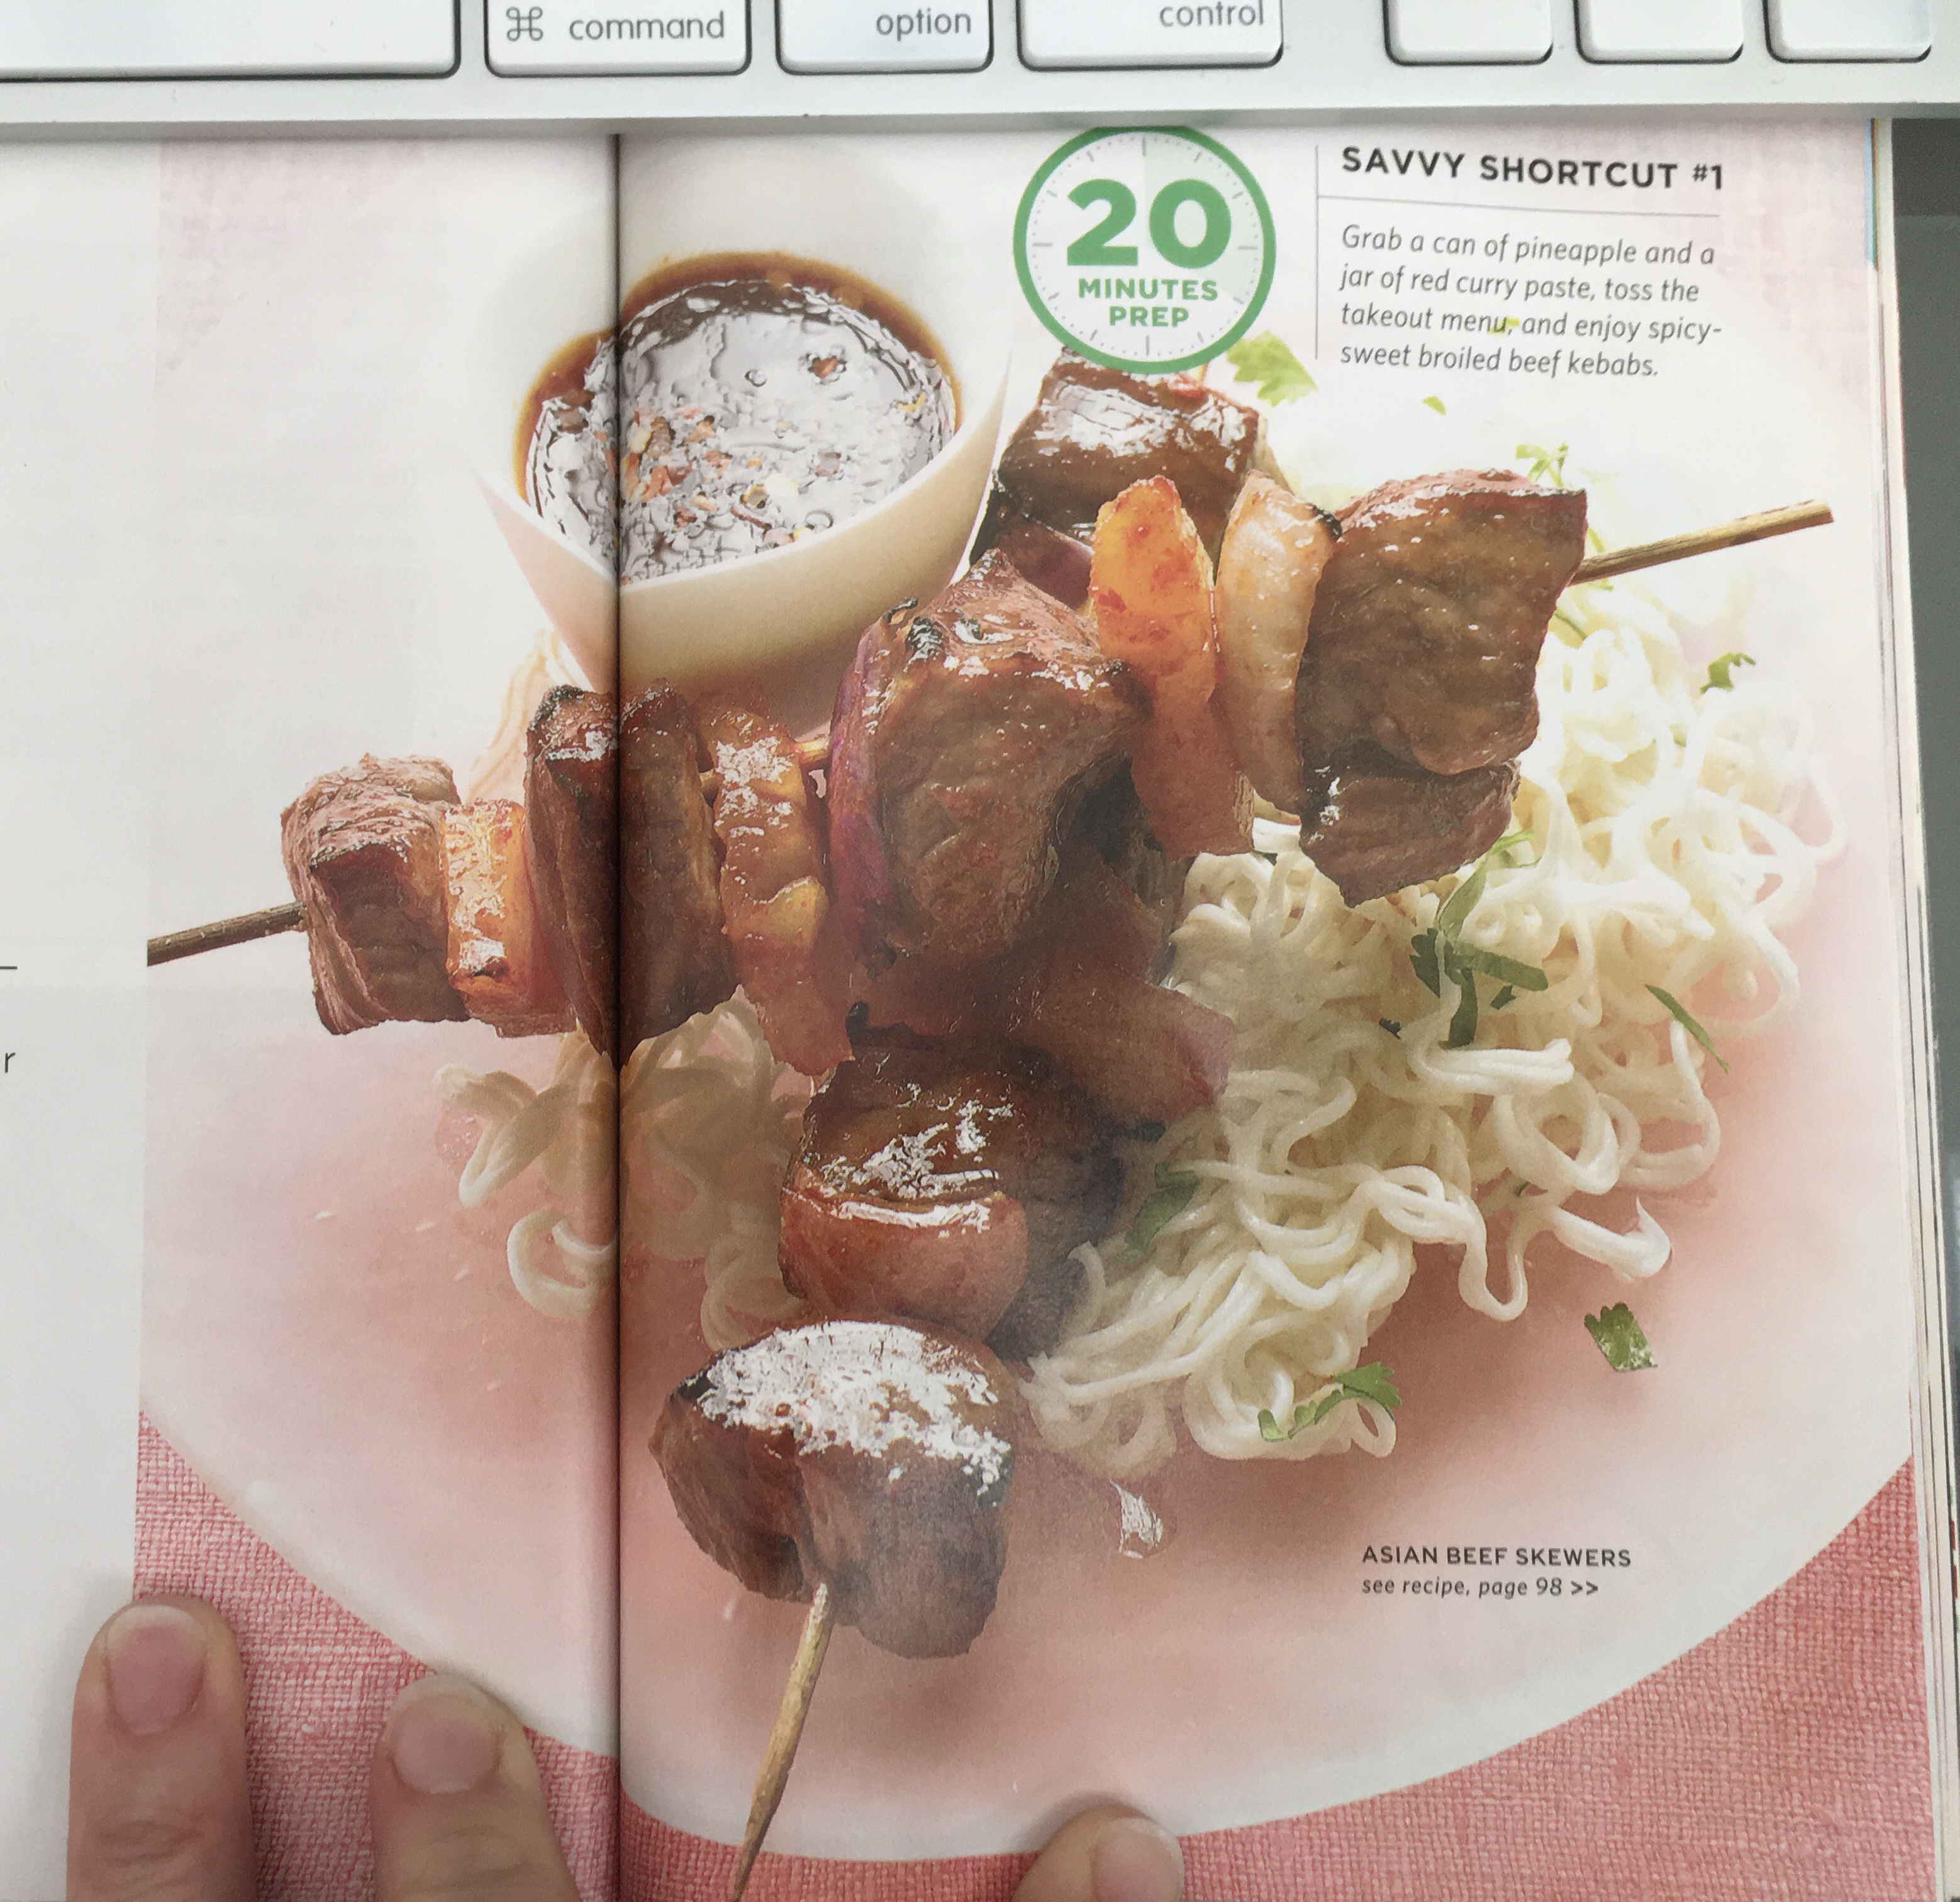 ⌘ command
option
control
20
MINUTES
PREP
SAVVY SHORTCUT #1
Grab a can of pineapple and a
jar of red curry paste, toss the
takeout menu, and enjoy spicy-
sweet broiled beef kebabs.
r
ASIAN BEEF SKEWERS
see recipe, page 98 >>